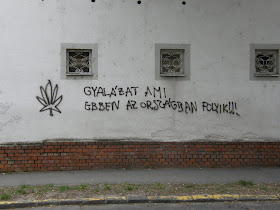 GYALÁZAT AMI
EBBEN AZ ORSZÁGBAN FOLYIK!!!